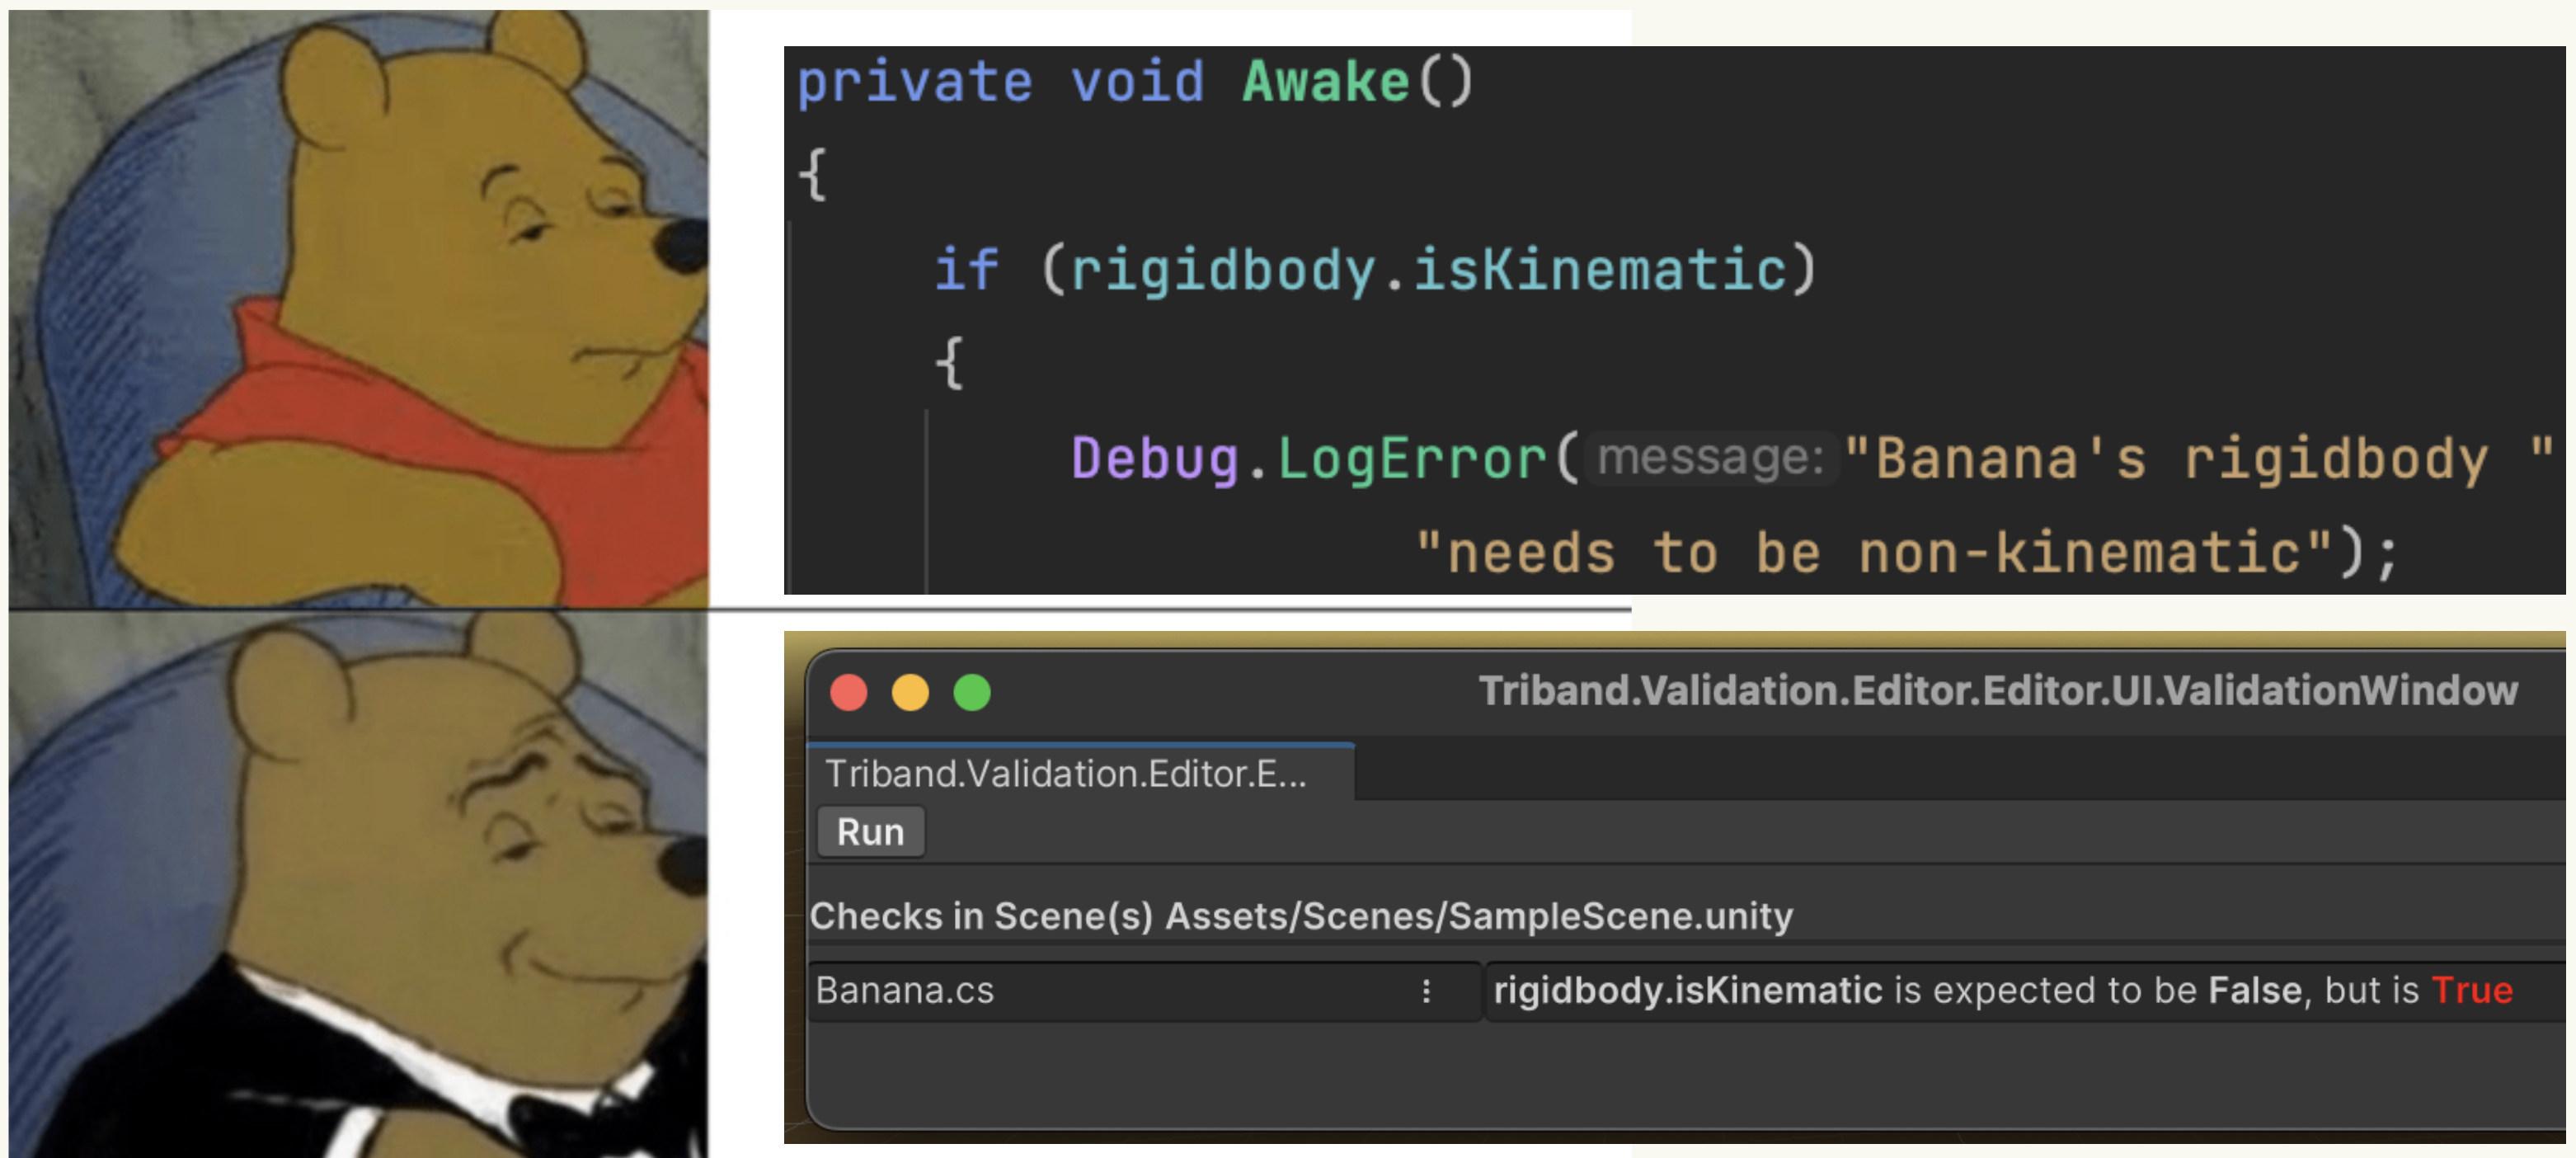 private void Awake()
{
if (rigidbody.isKinematic)
{
Debug.LogError( message: "Banana's rigidbody "
"needs to be non-kinematic");
Triband.Validation.Editor.Editor.UI.ValidationWindow
Triband.Validation.Editor.E...
Run
Checks in Scene(s) Assets/Scenes/SampleScene.unity
Banana.cs ⋮ rigidbody.isKinematic is expected to be False, but is True